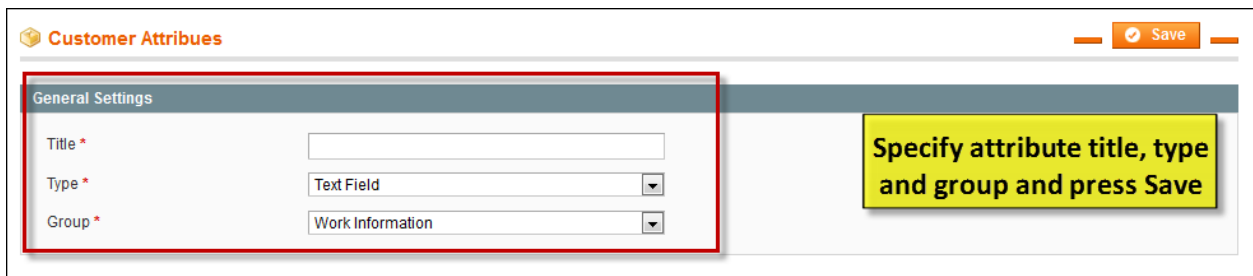 Customer Attribues
Save
General Settings
Title *
Type *
Text Field
Group *
Work Information
Specify attribute title, type
and group and press Save